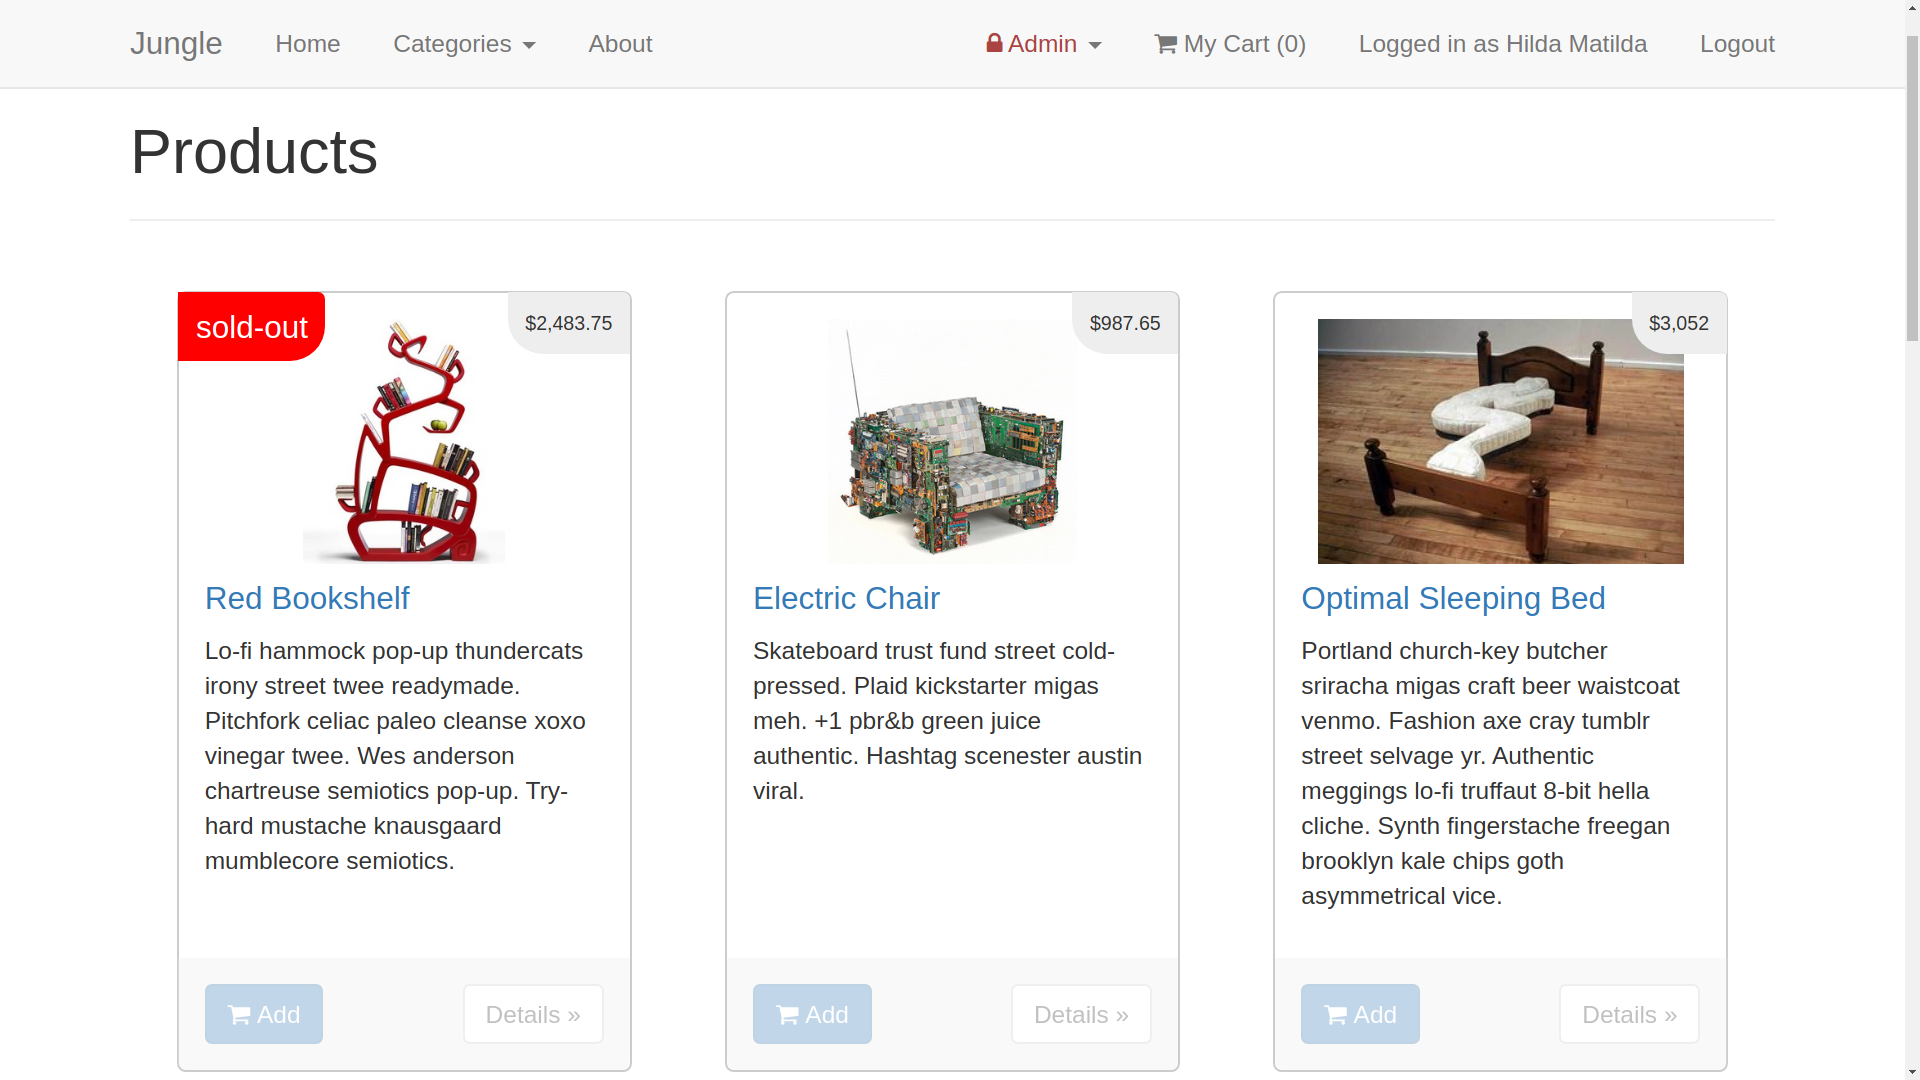 Jungle Home Categories About Admin My Cart (0) Logged in as Hilda Matilda Logout
Products
sold-out
$2,483.75
Red Bookshelf
Lo-fi hammock pop-up thundercats
irony street twee readymade.
Pitchfork celiac paleo cleanse xoxo
vinegar twee. Wes anderson
chartreuse semiotics pop-up. Try-
hard mustache knausgaard
mumblecore semiotics.
Add Details »
$987.65
Electric Chair
Skateboard trust fund street cold-
pressed. Plaid kickstarter migas
meh. +1 pbr&b green juice
authentic. Hashtag scenester austin
viral.
Add Details »
$3,052
Optimal Sleeping Bed
Portland church-key butcher
sriracha migas craft beer waistcoat
venmo. Fashion axe cray tumblr
street selvage yr. Authentic
meggings lo-fi truffaut 8-bit hella
cliche. Synth fingerstache freegan
brooklyn kale chips goth
asymmetrical vice.
Add Details »